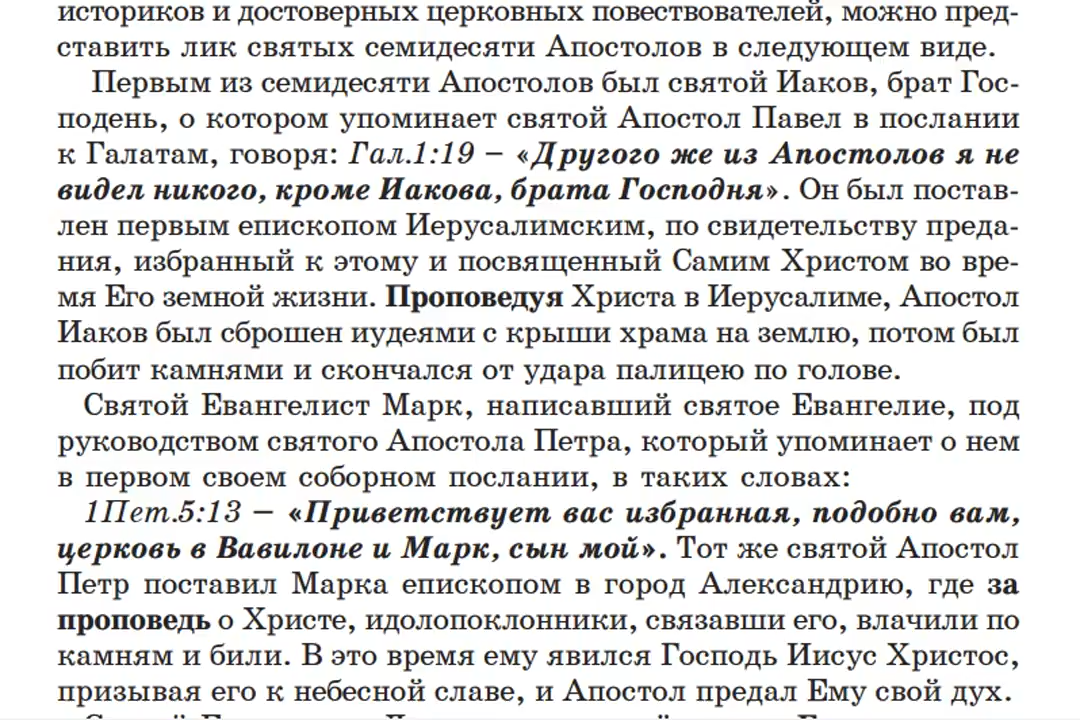 историков и достоверных церковных повествователей, можно пред-
ставить лик святых семидесяти Апостолов в следующем виде.
Первым из семидесяти Апостолов был святой Иаков, брат Гос-
подень, о котором упоминает святой Апостол Павел в послании
к Галатам, говоря: Гал.1:19 – «Другого же из Апостолов я не
видел никого, кроме Иакова, брата Господня». Он был постав-
лен первым епископом Иерусалимским, по свидетельству преда-
ния, избранный к этому и посвященный Самим Христом во вре-
мя Его земной жизни. Проповедуя Христа в Иерусалиме, Апостол
Иаков был сброшен иудеями с крыши храма на землю, потом был
побит камнями и скончался от удара палицею по голове.
Святой Евангелист Марк, написавший святое Евангелие, под
руководством святого Апостола Петра, который упоминает о нем
в первом своем соборном послании, в таких словах:
1Пет.5:13 – «Приветствует вас избранная, подобно вам,
церковь в Вавилоне и Марк, сын мой». Тот же святой Апостол
Петр поставил Марка епископом в город Александрию, где за
проповедь о Христе, идолопоклонники, связавши его, влачили по
камням и били. В это время ему явился Господь Иисус Христос,
призывая его к небесной славе, и Апостол предал Ему свой дух.